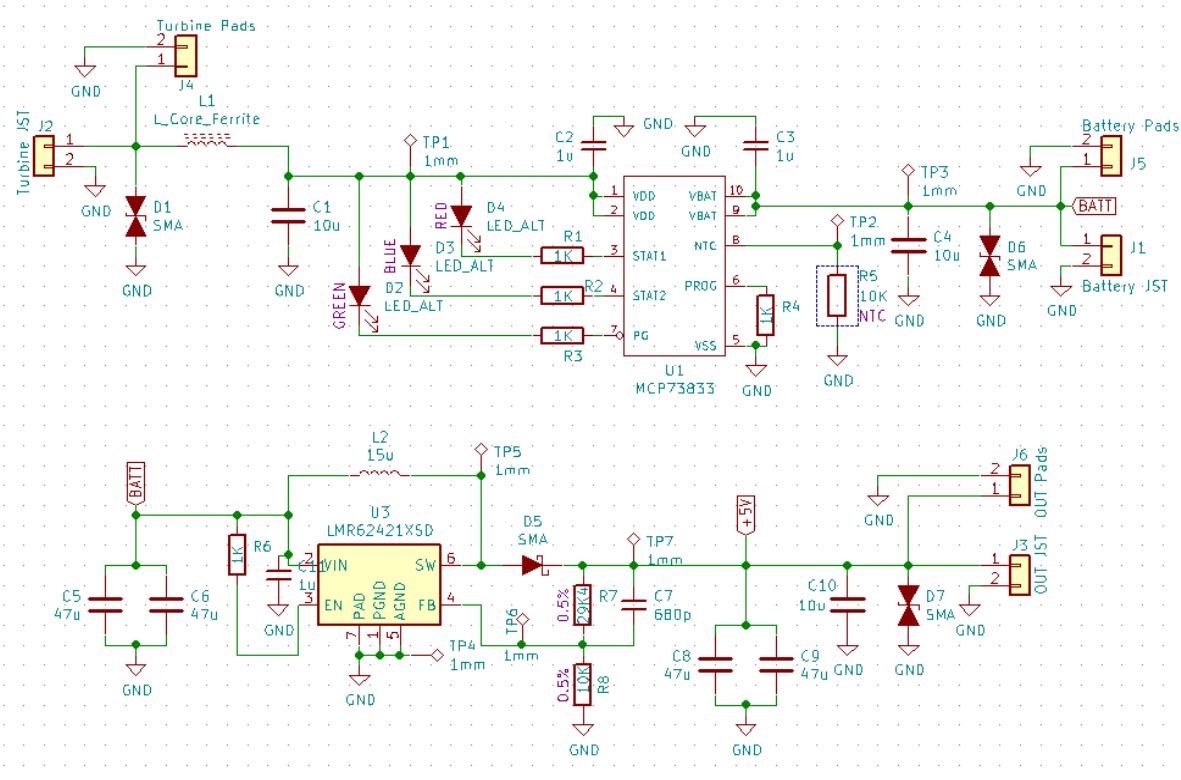 Turbine Pads
2
1
J4
GND
L1
L_Core_Ferrite
J2
1
2
Turbine JST
GND
D1
SMA
GND
C1
10u
GND
TP1
1mm
RED
D4
LED_ALT
BLUE
D3
LED_ALT
GREEN
D2
LED_ALT
R1
1K
R2
1K
1K
R3
C2
1u
GND
GND
C3
1u
1 VDD
2 VDD
3 STAT1
4 STAT2
7 PG
VBAT 10
VBAT 9
NTC 8
PROG 6
VSS 5
U1
MCP73833
1K
R4
GND
TP2
1mm
R5
10K
NTC
GND
TP3
1mm
C4
10u
GND
D6
SMA
GND
Battery Pads
2
1
J5
GND
BATT
1
2
J1
Battery JST
GND
BATT
C5
47u
C6
47u
GND
1K
R6
C11
1u
GND
L2
15u
U3
LMR62421XSD
2 VIN
3 EN
SW 6
FB 4
PAD
PGND
AGND
7
1
5
GND
TP4
1mm
TP5
1mm
D5
SMA
TP6
1mm
0.5%
29K4
R7
C7
680p
TP7
1mm
0.5%
10K
R8
GND
+5V
C8
47u
C9
47u
GND
C10
10u
GND
D7
SMA
GND
2
1
J6
OUT Pads
GND
1
2
J3
OUT JST
GND